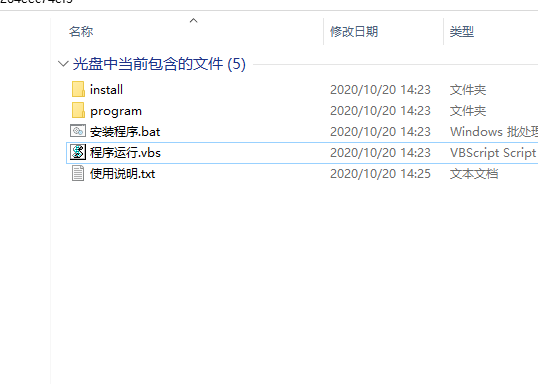 名称 修改日期 类型
光盘中当前包含的文件 (5)
install 2020/10/20 14:23 文件夹
program 2020/10/20 14:23 文件夹
安装程序.bat 2020/10/20 14:23 Windows 批处理
程序运行.vbs 2020/10/20 14:23 VBScript Script
使用说明.txt 2020/10/20 14:25 文本文档